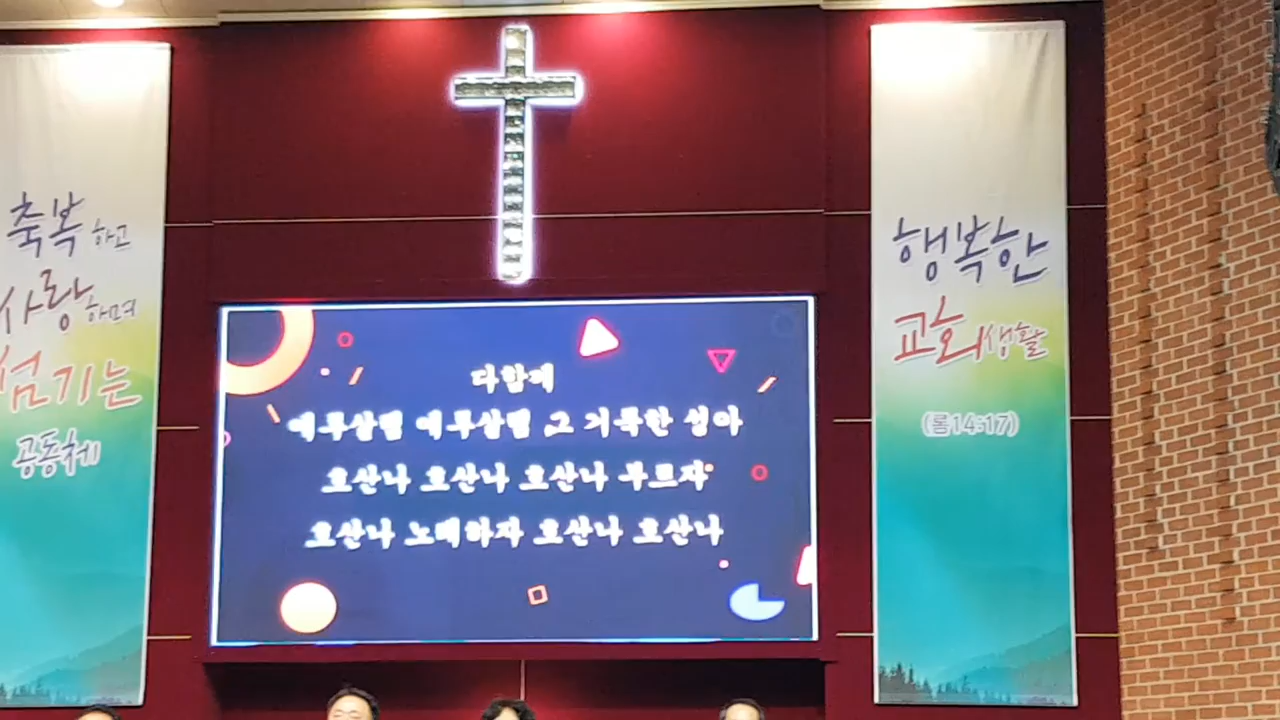 축복하고
사랑하며
섬기는
공동체
다함께
예루살렘 예루살렘 그 거룩한 성아
호산나 호산나 호산나 부르자
호산나 노래하자 호산나 호산나
행복한
교회생활
(롬14:17)